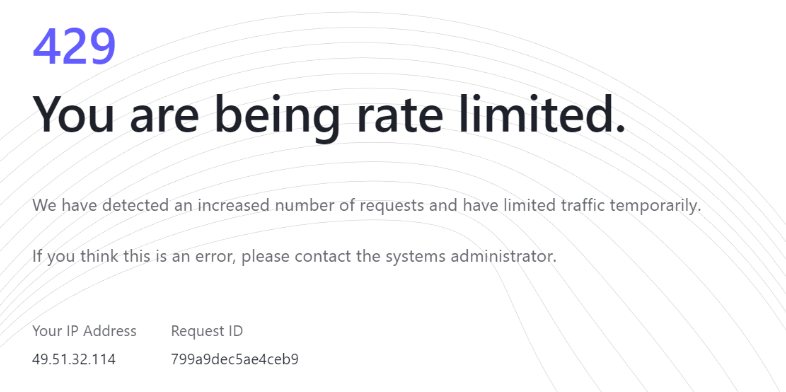 429
You are being rate limited.
We have detected an increased number of requests and have limited traffic temporarily.
If you think this is an error, please contact the systems administrator.
Your IP Address Request ID
49.51.32.114 799a9dec5ae4ceb9